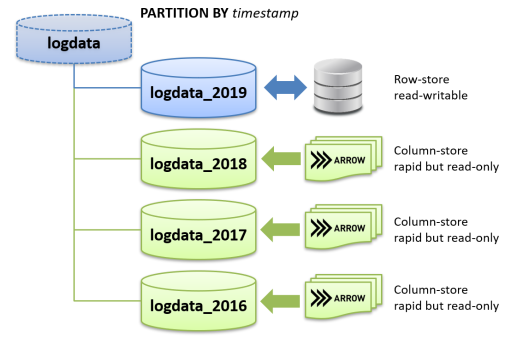 PARTITION BY timestamp
logdata
logdata_2019
Row-store
read-writable
logdata_2018
ARROW
Column-store
rapid but read-only
logdata_2017
ARROW
Column-store
rapid but read-only
logdata_2016
ARROW
Column-store
rapid but read-only